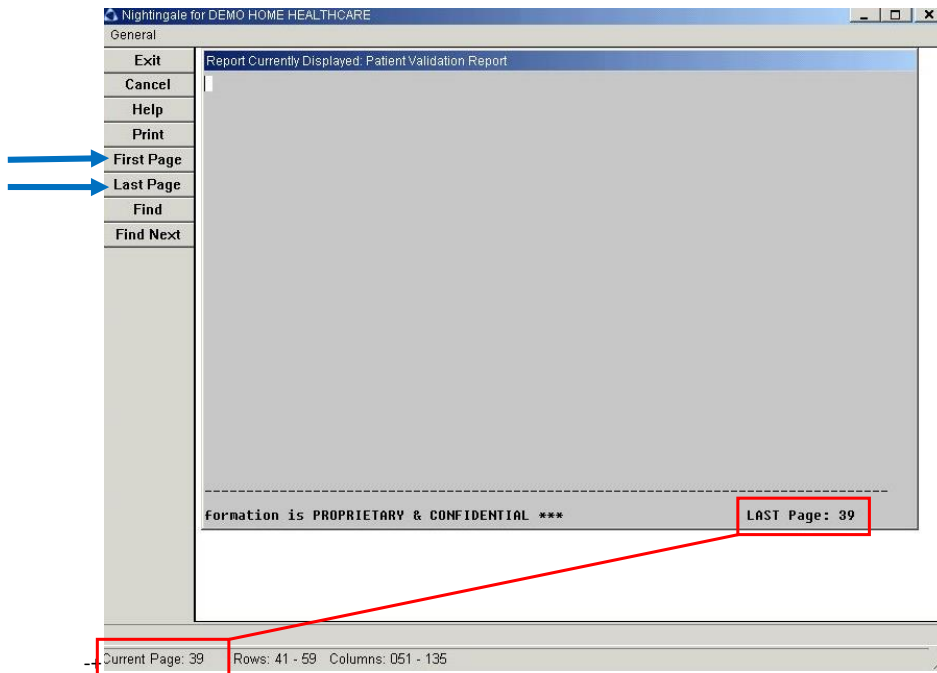 Nightingale for DEMO HOME HEALTHCARE
General
Exit
Cancel
Help
Print
First Page
Last Page
Find
Find Next
Report Currently Displayed: Patient Validation Report
formation is PROPRIETARY & CONFIDENTIAL *** LAST Page: 39
Current Page: 39 Rows: 41 - 59 Columns: 051 - 135